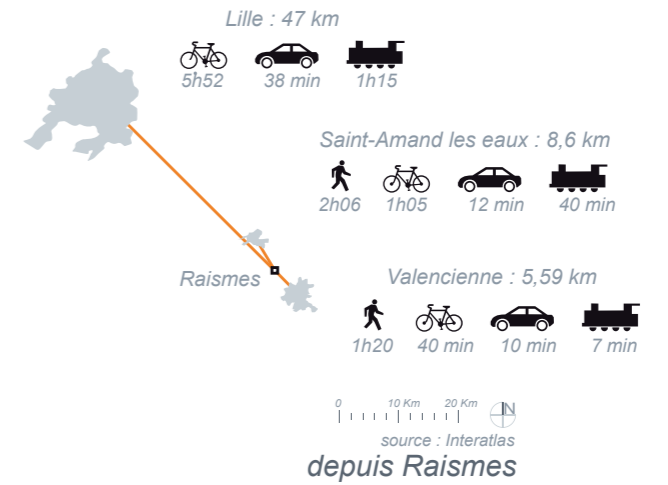 Lille : 47 km
5h52 38 min 1h15
Saint-Amand les eaux : 8,6 km
2h06 1h05 12 min 40 min
Raismes
Valencienne : 5,59 km
1h20 40 min 10 min 7 min
0 10 Km 20 Km
N
source : Interatlas
depuis Raismes